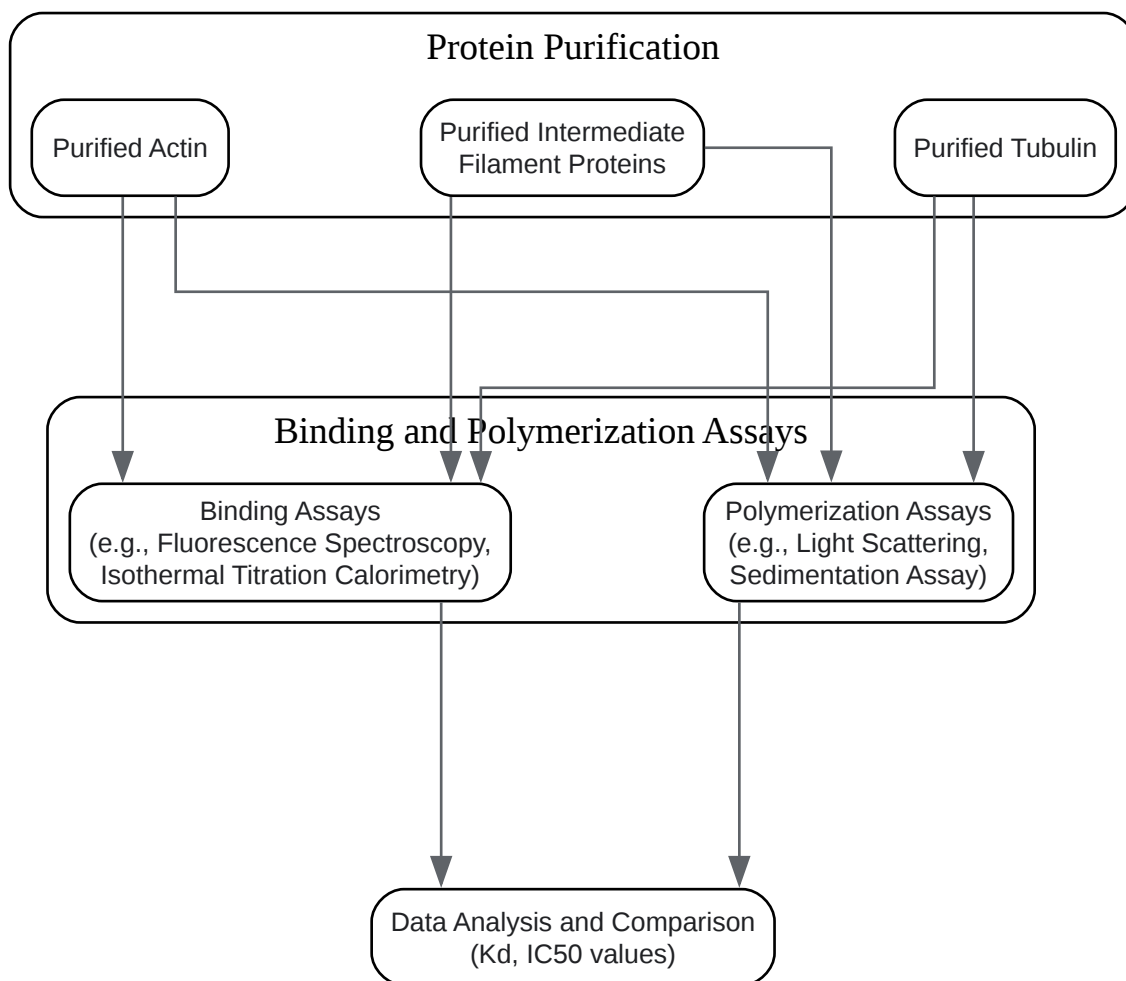 Protein Purification
Purified Actin
Purified Intermediate
Filament Proteins
Purified Tubulin
Binding and Polymerization Assays
Binding Assays
(e.g., Fluorescence Spectroscopy,
Isothermal Titration Calorimetry)
Polymerization Assays
(e.g., Light Scattering,
Sedimentation Assay)
Data Analysis and Comparison
(Kd, IC50 values)